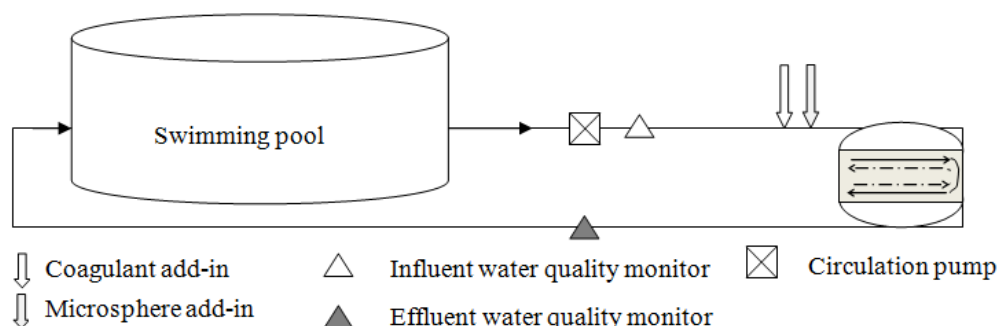 Swimming pool
Coagulant add-in
Influent water quality monitor
Circulation pump
Microsphere add-in
Effluent water quality monitor